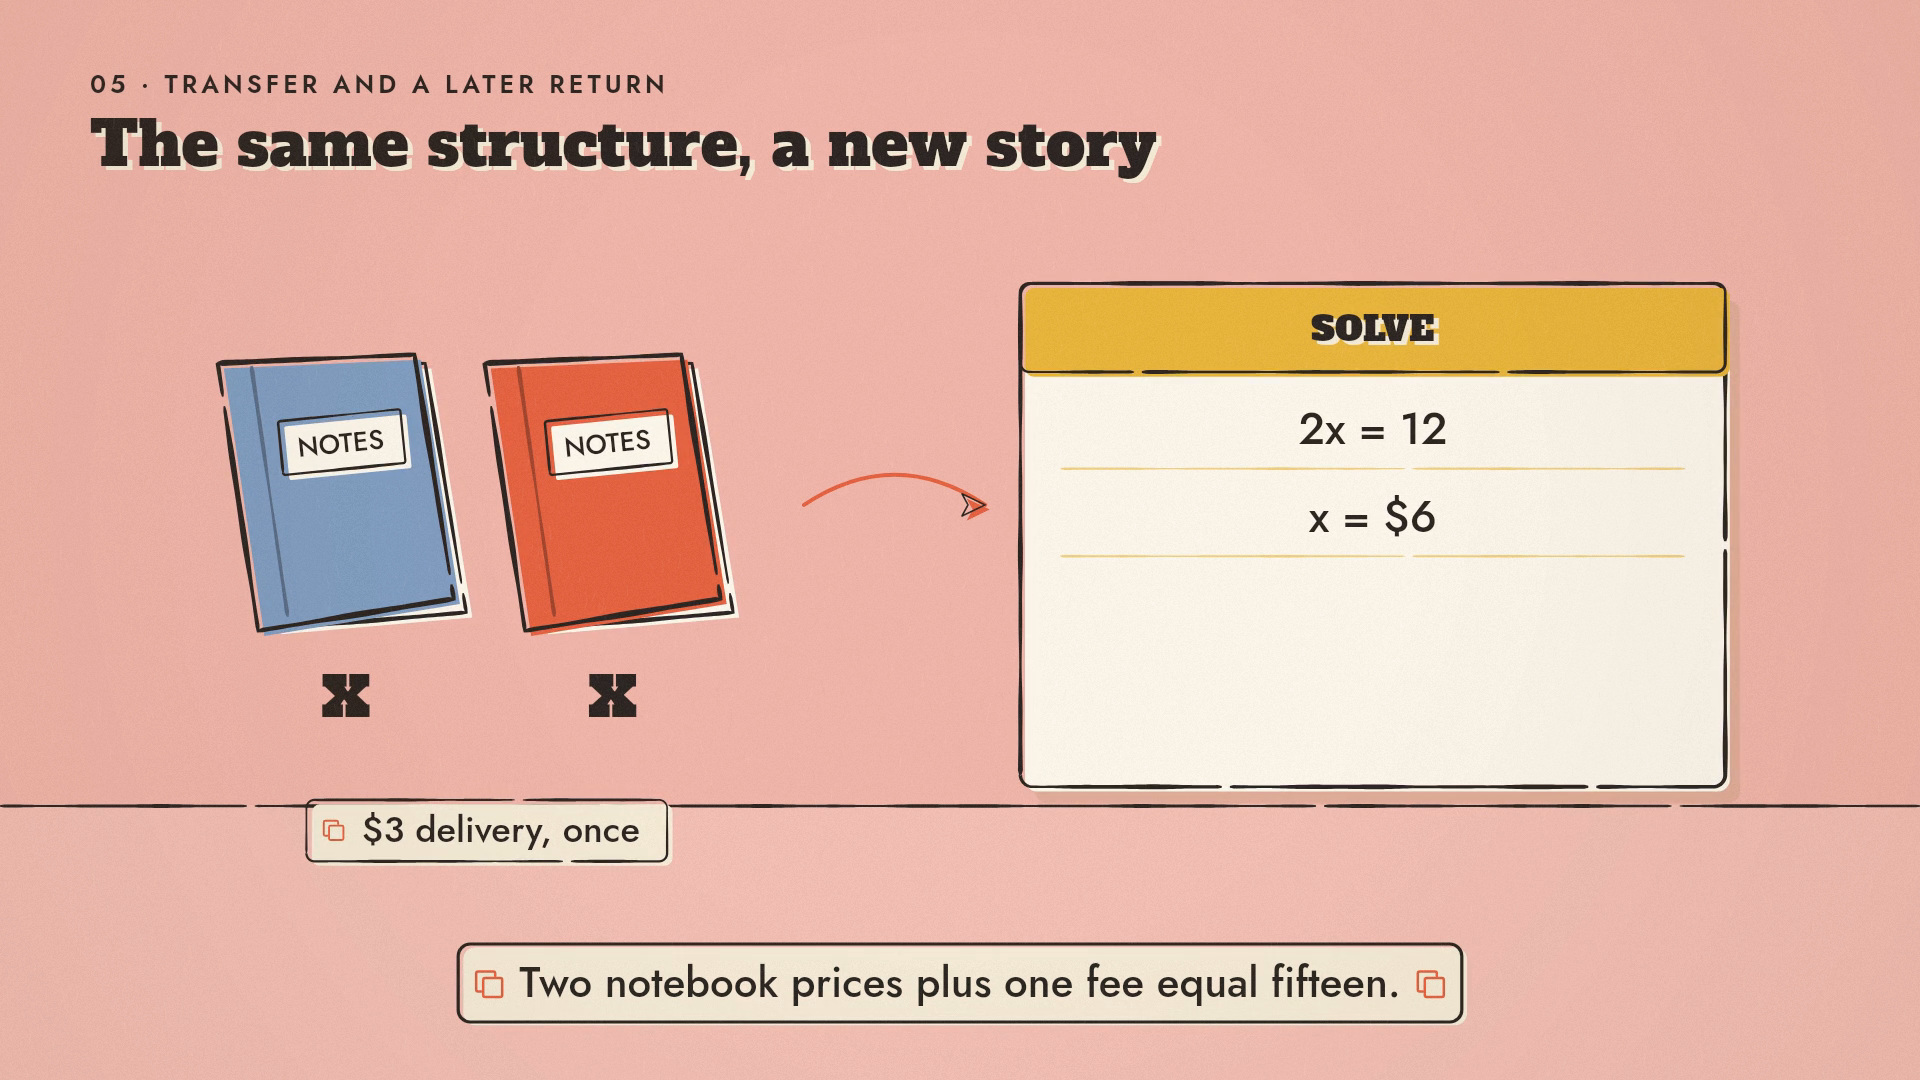 05 · TRANSFER AND A LATER RETURN
The same structure, a new story
NOTES
NOTES
x
x
$3 delivery, once
SOLVE
2x = 12
x = $6
Two notebook prices plus one fee equal fifteen.